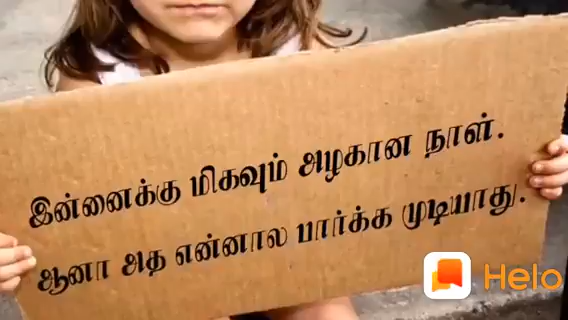 இன்னைக்கு மிகவும் அழகான நாள்.
ஆனா அத என்னால பார்க்க முடியாது.
Helo